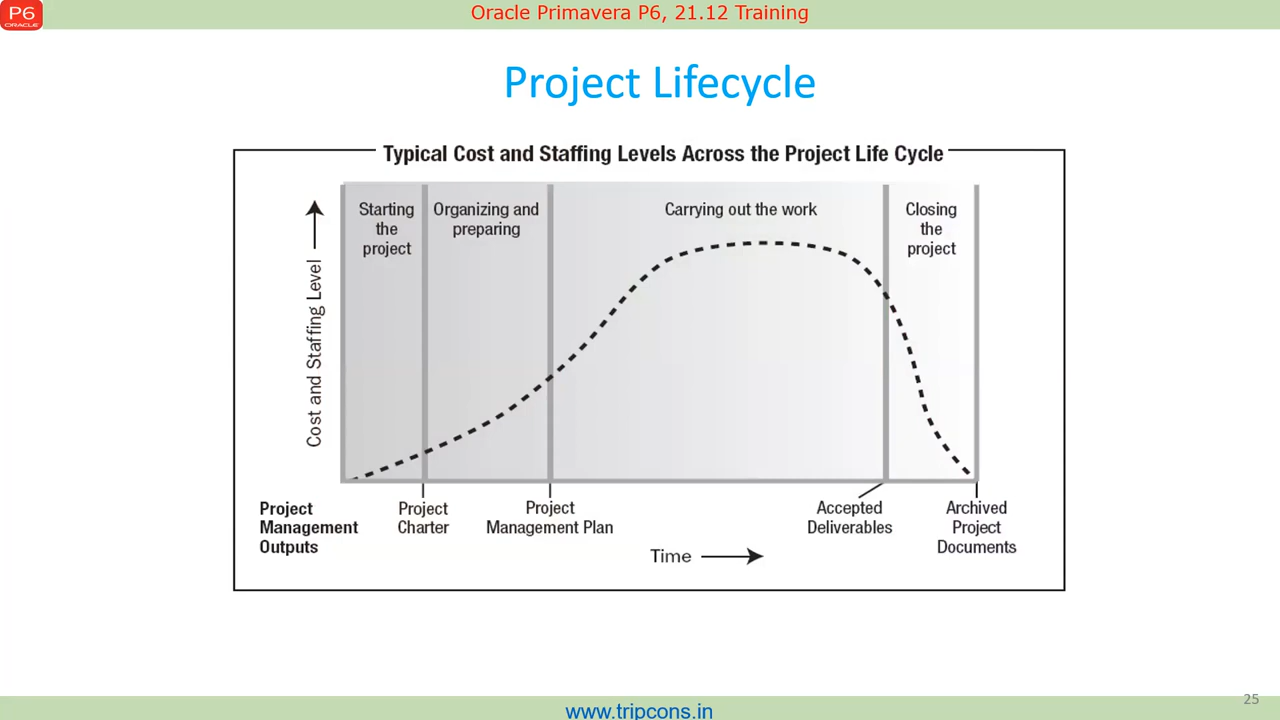 P6
ORACLE
Oracle Primavera P6, 21.12 Training
Project Lifecycle
Typical Cost and Staffing Levels Across the Project Life Cycle
Cost and Staffing Level
Starting
the
project
Organizing and
preparing
Carrying out the work
Closing
the
project
Project
Management
Outputs
Project
Charter
Project
Management Plan
Accepted
Deliverables
Archived
Project
Documents
Time
25
www.tripcons.in